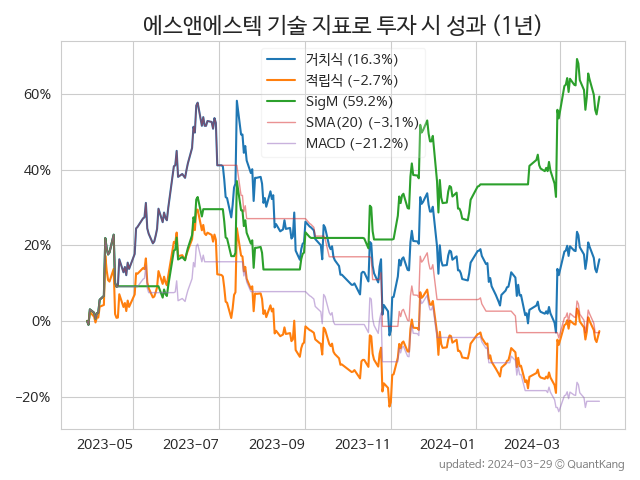 에스앤에스텍 기술 지표로 투자 시 성과 (1년)
거치식 (16.3%)
적립식 (−2.7%)
SigM (59.2%)
SMA(20) (−3.1%)
MACD (−21.2%)
60%
40%
20%
0%
−20%
2023−05
2023−07
2023−09
2023−11
2024−01
2024−03
updated: 2024−03−29 © QuantKang